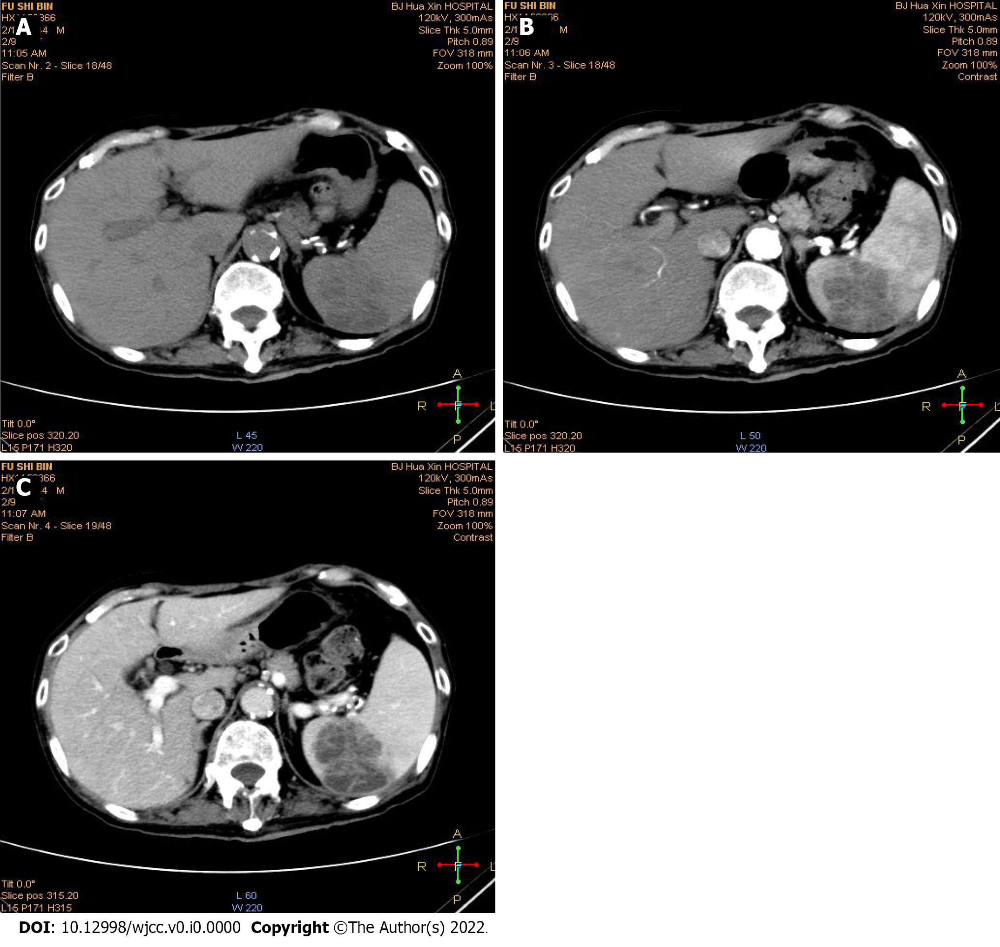 FU SHI BIN
BJ Hua Xin HOSPITAL
HX 366
120kV, 300mAs
2/1 4 M
Slice Thk 5.0mm
2/9
Pitch 0.89
11:05 AM
FOV 318 mm
Scan Nr. 2 - Slice 18/48
Zoom 100%
Filter B
A
A
R
L
F
P
Tilt 0.0°
Slice pos 320.20
L15 P171 H320
L 45
W 220
FU SHI BIN
BJ Hua Xin HOSPITAL
HX 6
120kV, 300mAs
2/1 M
Slice Thk 5.0mm
2/9
Pitch 0.89
11:06 AM
FOV 318 mm
Scan Nr. 3 - Slice 18/48
Zoom 100%
Filter B
Contrast
B
A
R
L
F
P
Tilt 0.0°
Slice pos 320.20
L15 P171 H320
L 50
W 220
FU SHI BIN
BJ Hua Xin HOSPITAL
HX 366
120kV, 300mAs
2/1 4 M
Slice Thk 5.0mm
2/9
Pitch 0.89
11:07 AM
FOV 318 mm
Scan Nr. 4 - Slice 19/48
Zoom 100%
Filter B
Contrast
C
A
R
L
F
P
Tilt 0.0°
Slice pos 315.20
L15 P171 H315
L 60
W 220
DOI: 10.12998/wjcc.v0.i0.0000 Copyright ©The Author(s) 2022.